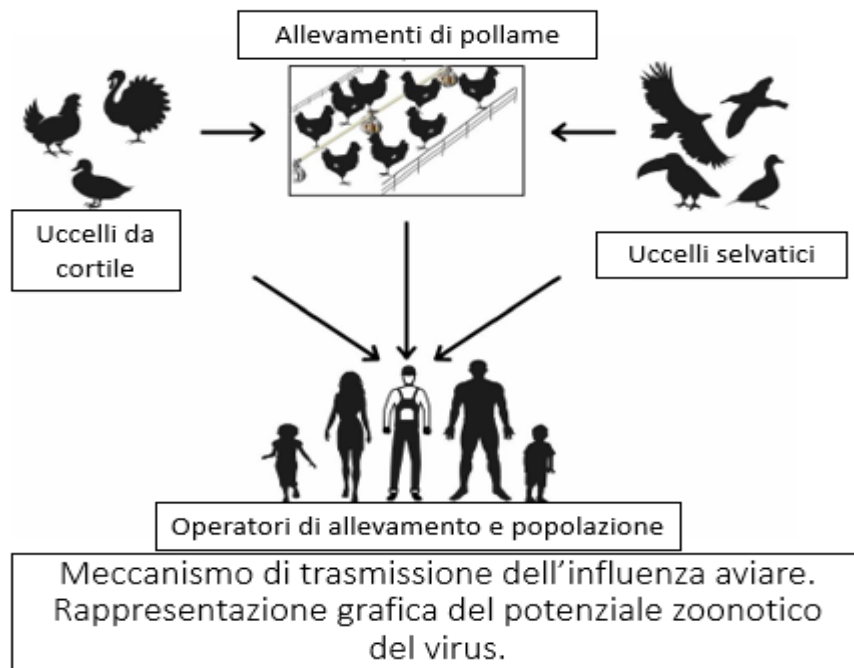 Allevamenti di pollame
Uccelli da
cortile
Uccelli selvatici
Operatori di allevamento e popolazione
Meccanismo di trasmissione dell’influenza aviare.
Rappresentazione grafica del potenziale zoonotico
del virus.